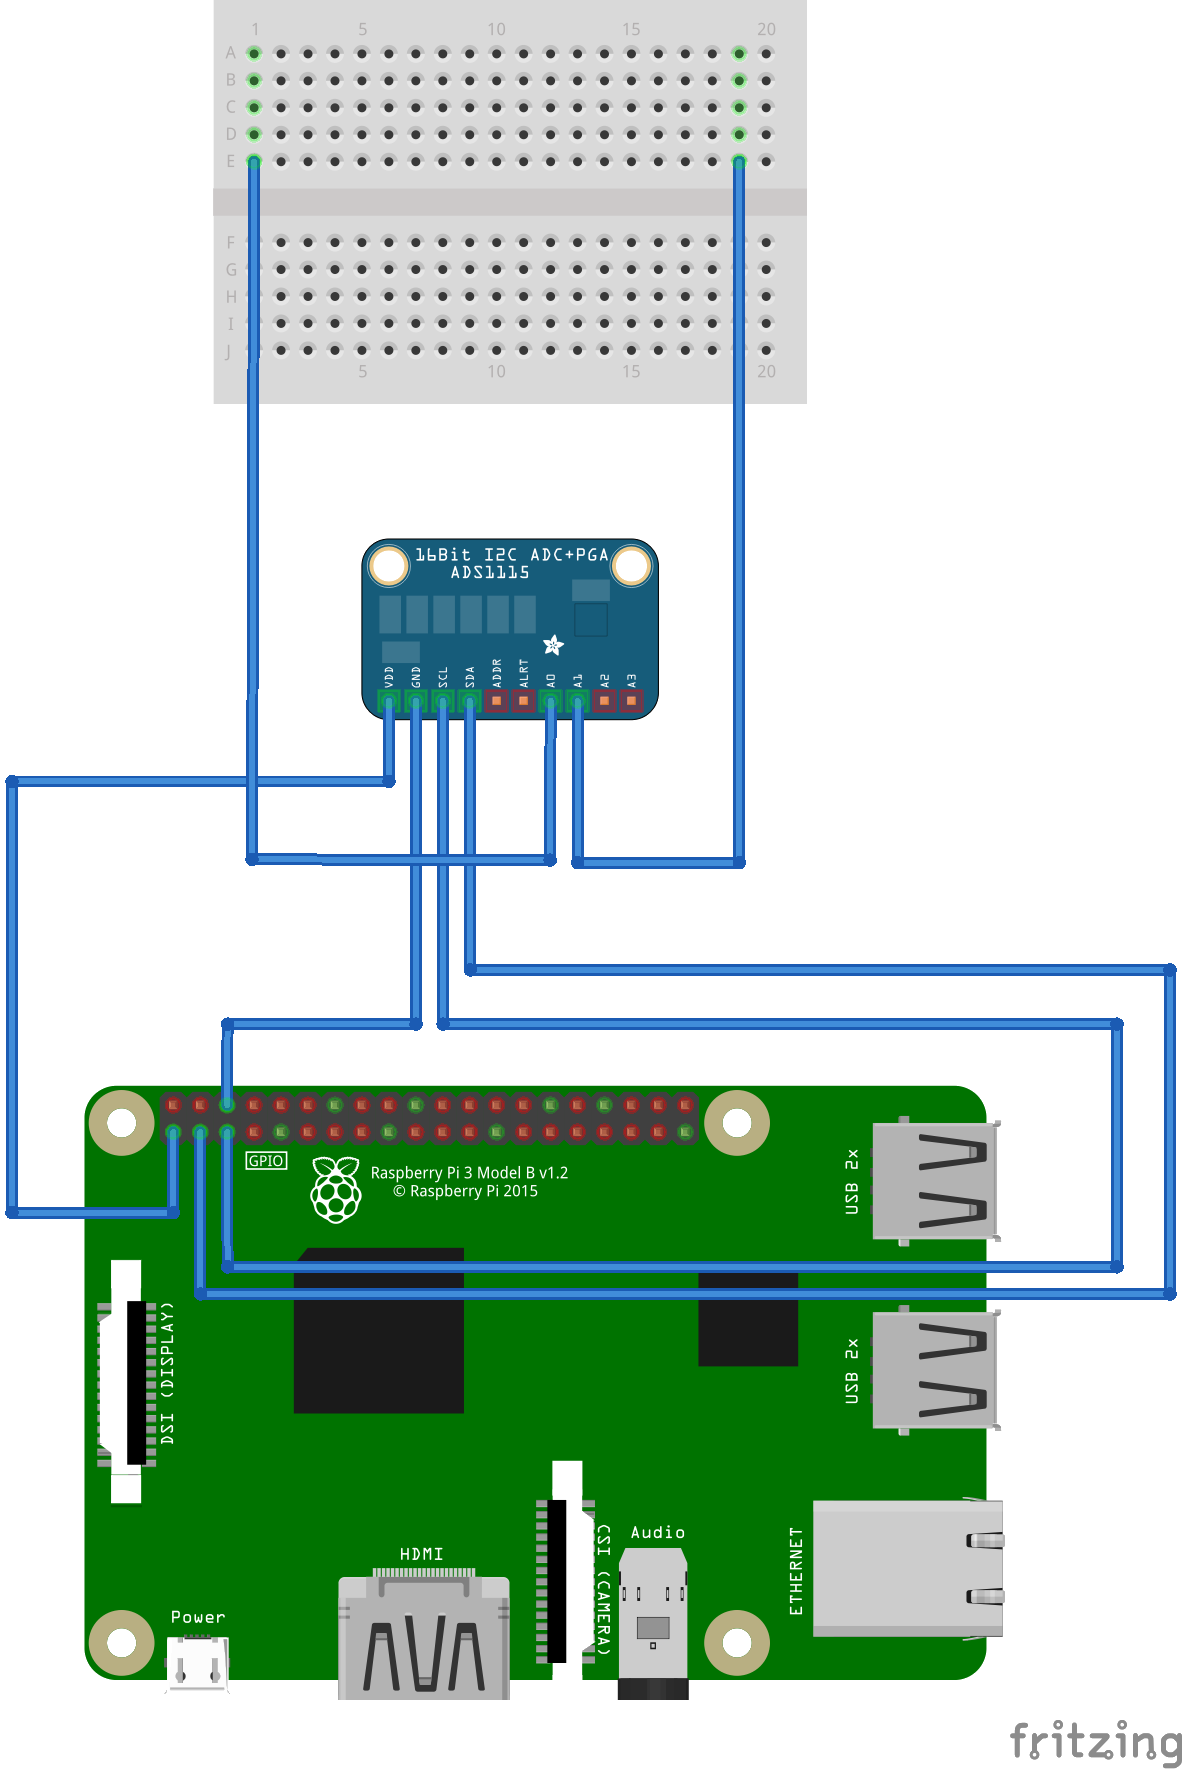 1 5 10 15 20
A
B
C
D
E
F
G
H
I
J
5 10 15 20
16Bit I2C ADC+PGA
ADS1115
VDD
GND
SCL
SDA
ADDR
ALRT
A0
A1
A2
A3
GPIO
Raspberry Pi 3 Model B v1.2
© Raspberry Pi 2015
USB 2x
DSI (DISPLAY)
USB 2x
HDMI
CSI (CAMERA)
Audio
ETHERNET
Power
fritzing